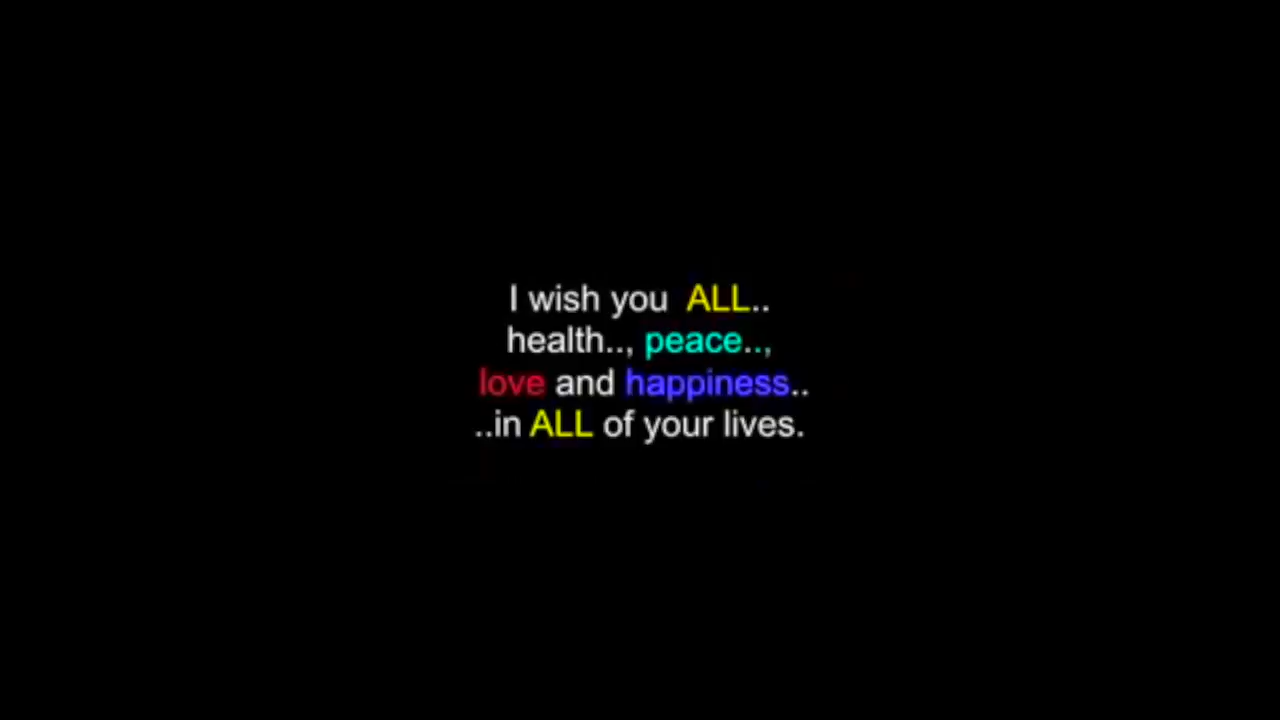 I wish you  ALL..
health.., peace..,
love and happiness..
..in ALL of your lives.